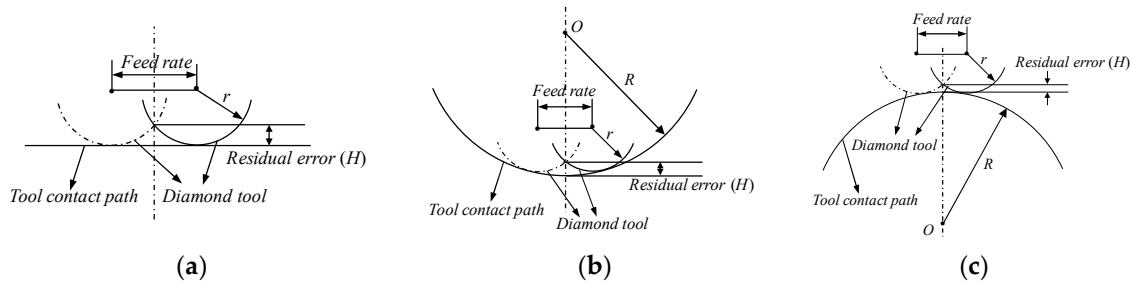 Feed rate
r
Residual error (H)
Tool contact path
Diamond tool
(a)
O
R
Feed rate
r
Residual error (H)
Tool contact path
Diamond tool
(b)
Feed rate
Residual error (H)
r
Diamond tool
R
Tool contact path
O
(c)